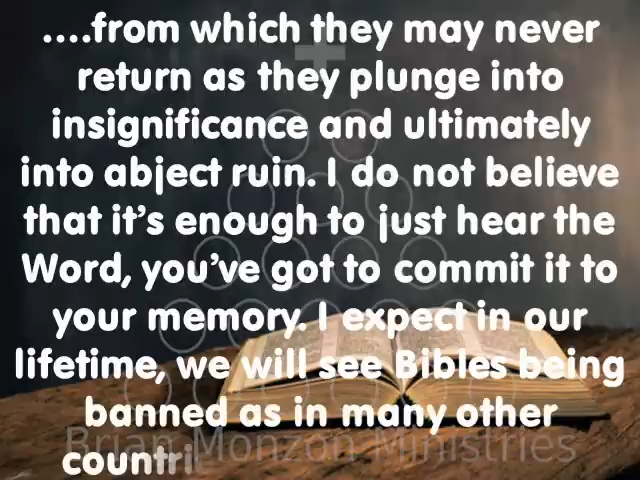 ....from which they may never
return as they plunge into
insignificance and ultimately
into abject ruin. I do not believe
that it's enough to just hear the
Word, you've got to commit it to
your memory. I expect in our
lifetime, we will see Bibles being
banned as in many other
countri
Brian Monzon Ministries